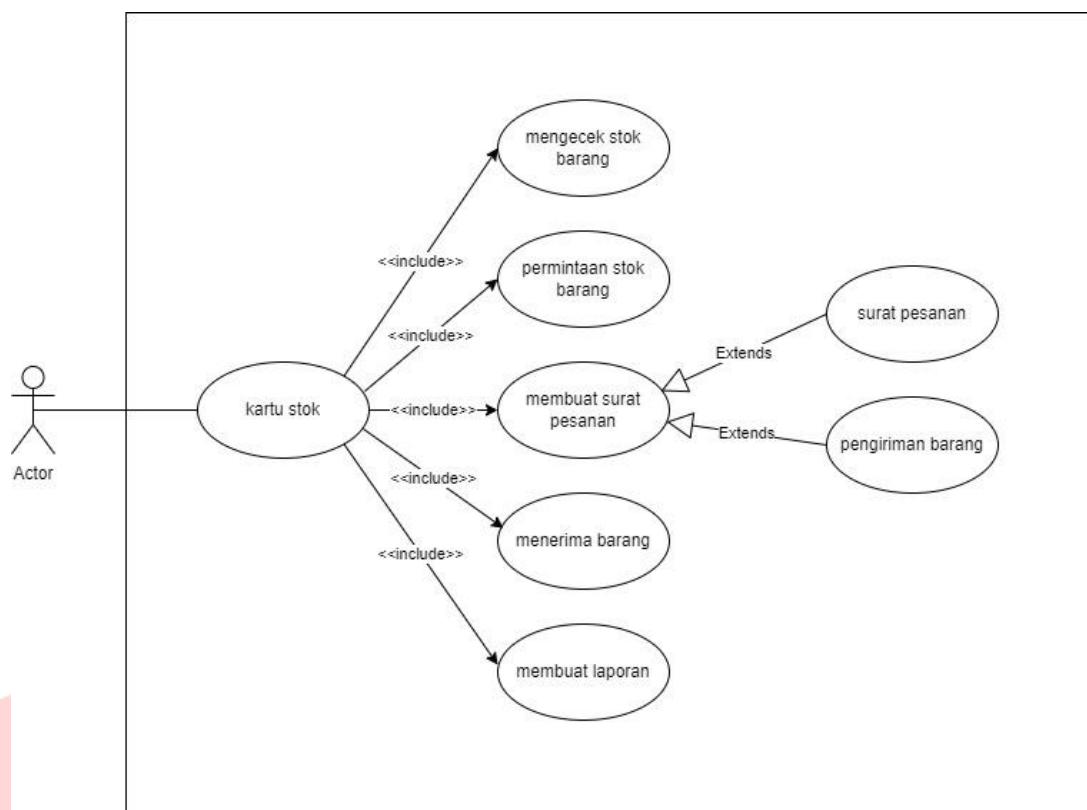 mengecek stok
barang
<<include>>
permintaan stok
barang
<<include>>
surat pesanan
Extends
Actor
kartu stok
<<include>>
membuat surat
pesanan
Extends
pengiriman barang
<<include>>
menerima barang
<<include>>
membuat laporan